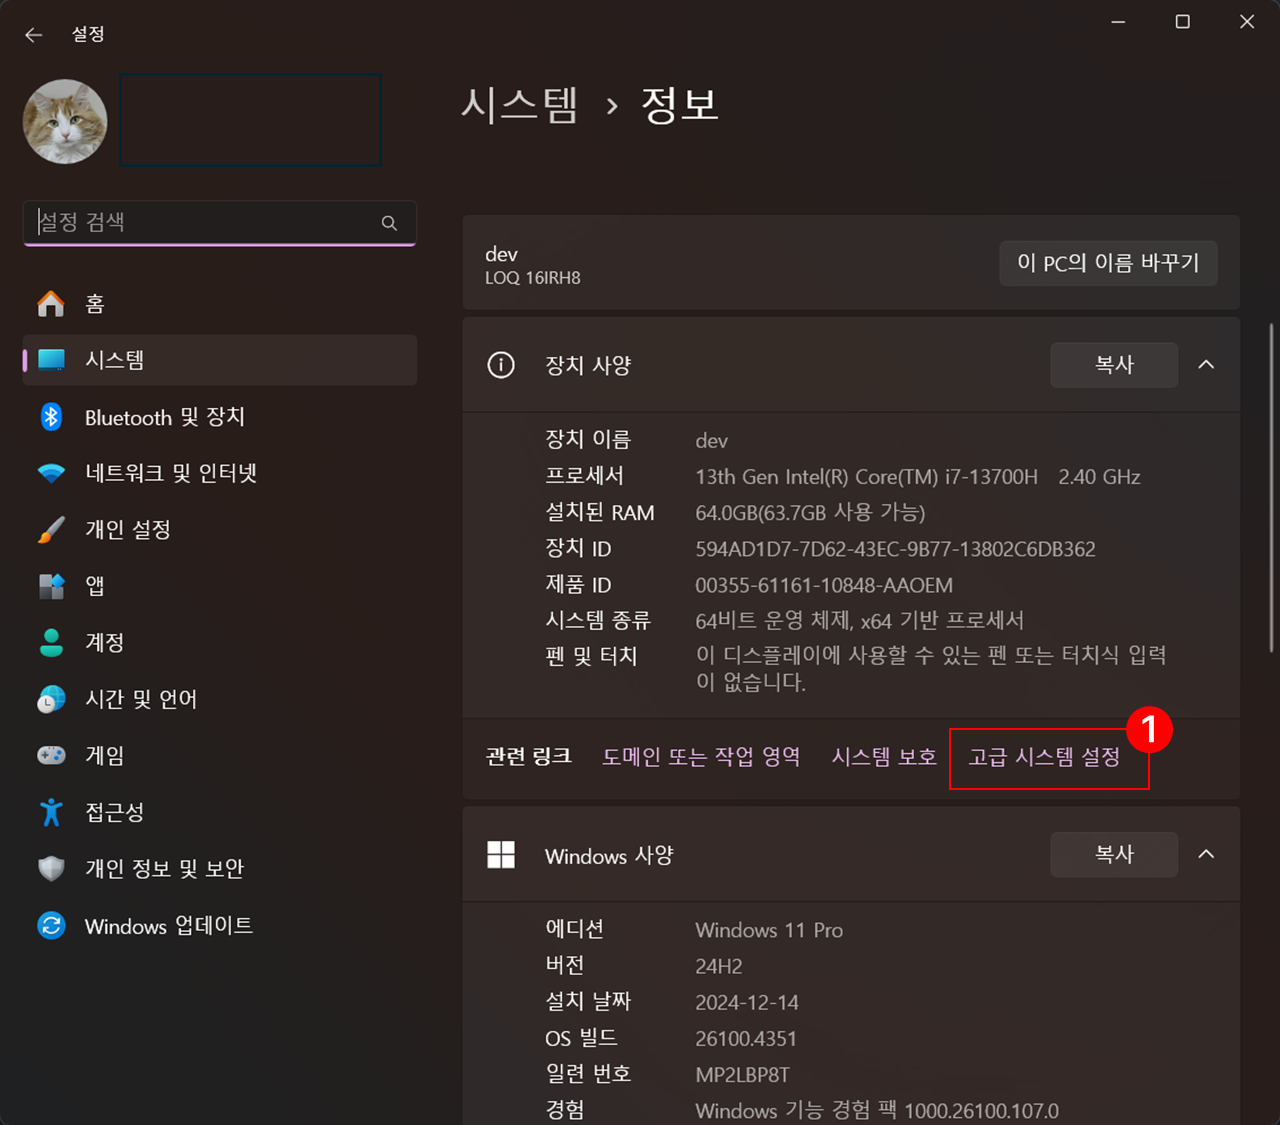 설정
시스템 › 정보
설정 검색
홈
시스템
Bluetooth 및 장치
네트워크 및 인터넷
개인 설정
앱
계정
시간 및 언어
게임
접근성
개인 정보 및 보안
Windows 업데이트
dev
LOQ 16IRH8
이 PC의 이름 바꾸기
장치 사양
복사
장치 이름 dev
프로세서 13th Gen Intel(R) Core(TM) i7-13700H 2.40 GHz
설치된 RAM 64.0GB(63.7GB 사용 가능)
장치 ID 594AD1D7-7D62-43EC-9B77-13802C6DB362
제품 ID 00355-61161-10848-AAOEM
시스템 종류 64비트 운영 체제, x64 기반 프로세서
펜 및 터치 이 디스플레이에 사용할 수 있는 펜 또는 터치식 입력
이 없습니다.
관련 링크 도메인 또는 작업 영역 시스템 보호 고급 시스템 설정
1
Windows 사양
복사
에디션 Windows 11 Pro
버전 24H2
설치 날짜 2024-12-14
OS 빌드 26100.4351
일련 번호 MP2LBP8T
경험 Windows 기능 경험 팩 1000.26100.107.0